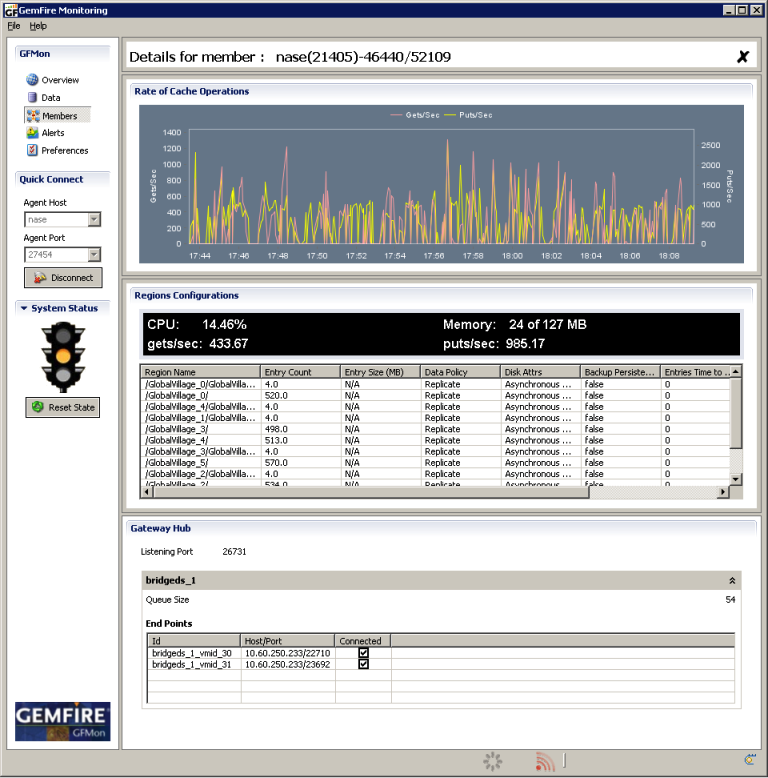 GemFire Monitoring
File Help
GFMon
Overview
Data
Members
Alerts
Preferences
Quick Connect
Agent Host
nase
Agent Port
27454
Disconnect
System Status
Reset State
GEMFIRE
GFMon
Details for member : nase(21405)-46440/52109
Rate of Cache Operations
Gets/Sec Puts/Sec
1400
1200
1000
800
600
400
200
0
Gets/Sec
2500
2000
1500
1000
500
0
Puts/Sec
17:44 17:46 17:48 17:50 17:52 17:54 17:56 17:58 18:00 18:02 18:04 18:06 18:08
Regions Configurations
CPU: 14.46% Memory: 24 of 127 MB
gets/sec: 433.67 puts/sec: 985.17
Region Name Entry Count Entry Size (MB) Data Policy Disk Attrs Backup Persiste... Entries Time to ...
/GlobalVillage_0/GlobalVilla... 4.0 N/A Replicate Asynchronous ... false 0
/GlobalVillage_0/ 520.0 N/A Replicate Asynchronous ... false 0
/GlobalVillage_4/GlobalVilla... 4.0 N/A Replicate Asynchronous ... false 0
/GlobalVillage_1/GlobalVilla... 4.0 N/A Replicate Asynchronous ... false 0
/GlobalVillage_3/ 498.0 N/A Replicate Asynchronous ... false 0
/GlobalVillage_4/ 513.0 N/A Replicate Asynchronous ... false 0
/GlobalVillage_3/GlobalVilla... 4.0 N/A Replicate Asynchronous ... false 0
/GlobalVillage_5/ 570.0 N/A Replicate Asynchronous ... false 0
/GlobalVillage_2/GlobalVilla... 4.0 N/A Replicate Asynchronous ... false 0
/GlobalVillage_2/ 534.0 N/A Replicate Asynchronous ... false 0
Gateway Hub
Listening Port 26731
bridgeds_1
Queue Size 54
End Points
Id Host/Port Connected
bridgeds_1_vmid_30 10.60.250.233/22710
bridgeds_1_vmid_31 10.60.250.233/23692